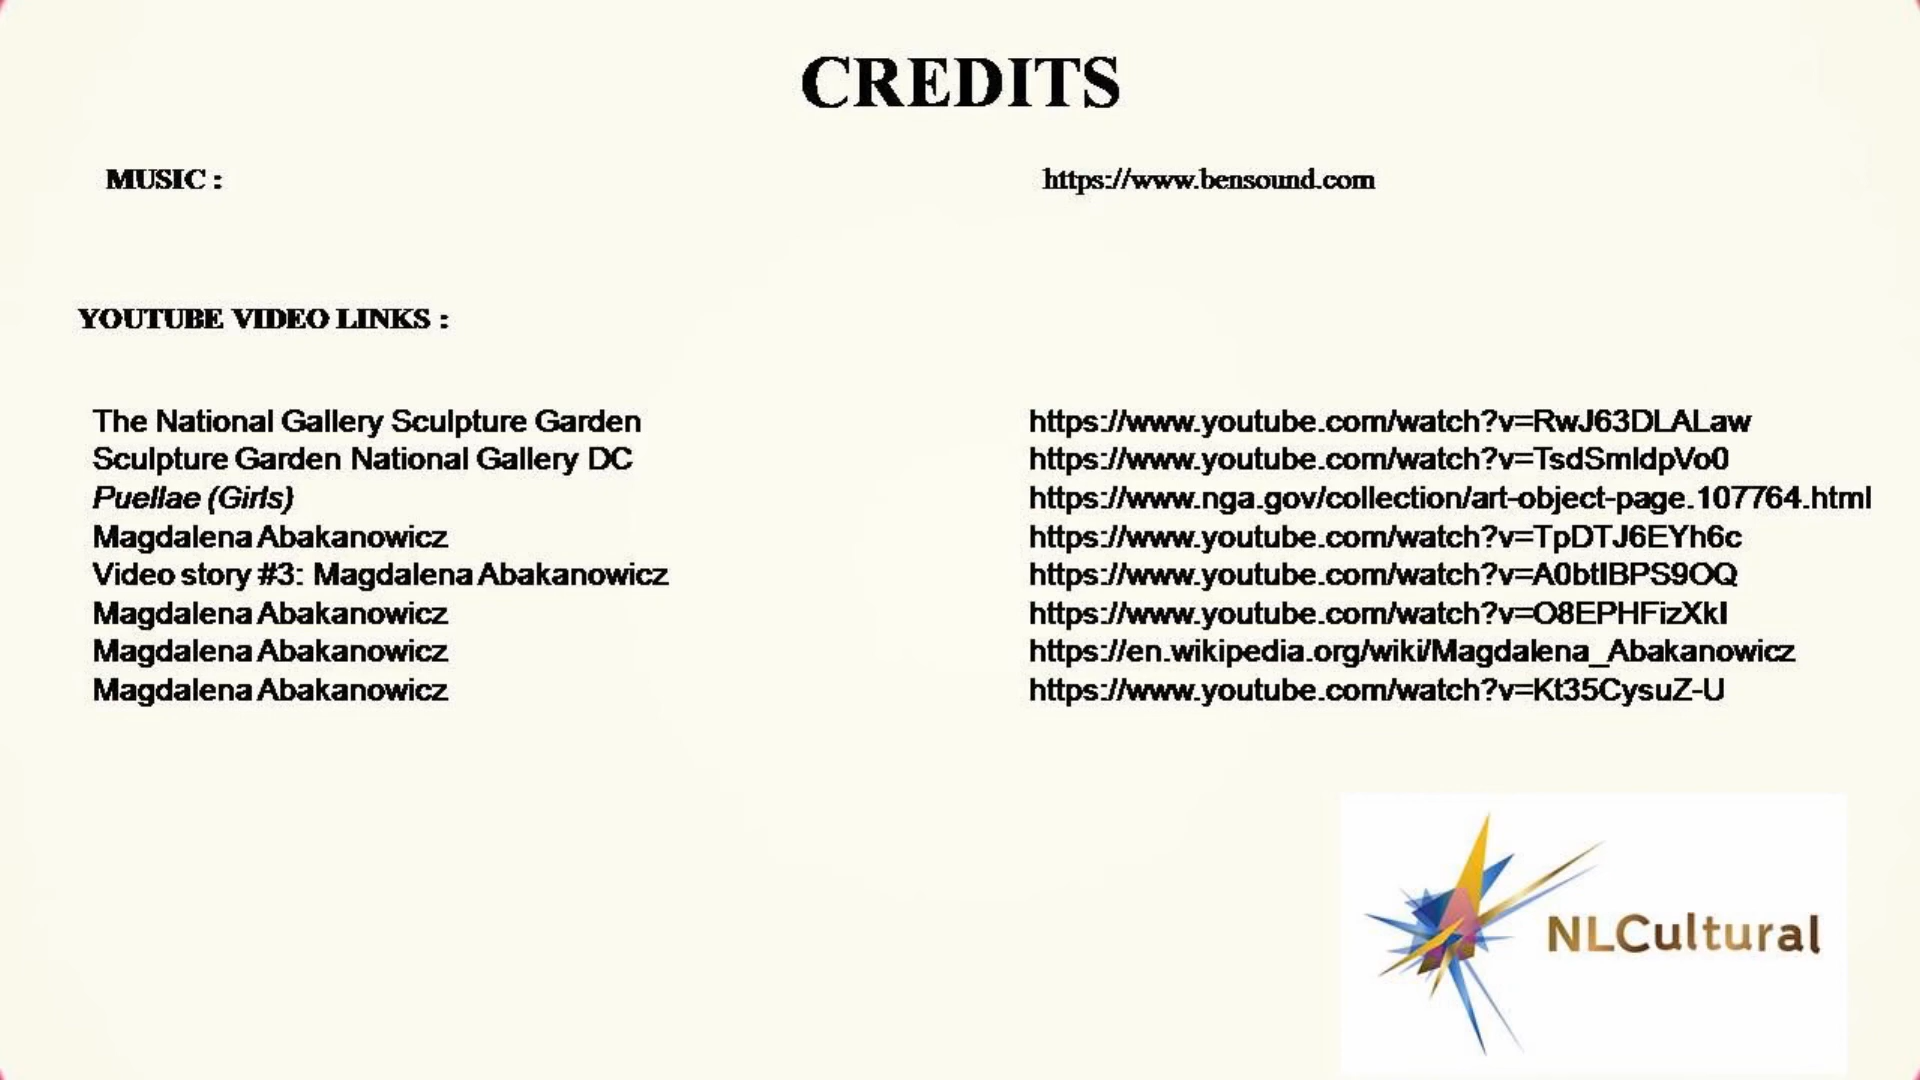 CREDITS
MUSIC : https://www.bensound.com
YOUTUBE VIDEO LINKS :
The National Gallery Sculpture Garden https://www.youtube.com/watch?v=RwJ63DLALaw
Sculpture Garden National Gallery DC https://www.youtube.com/watch?v=TsdSmIdpVo0
Puellae (Girls) https://www.nga.gov/collection/art-object-page.107764.html
Magdalena Abakanowicz https://www.youtube.com/watch?v=TpDTJ6EYh6c
Video story #3: Magdalena Abakanowicz https://www.youtube.com/watch?v=A0btIBPS9OQ
Magdalena Abakanowicz https://www.youtube.com/watch?v=O8EPHFizXkI
Magdalena Abakanowicz https://en.wikipedia.org/wiki/Magdalena_Abakanowicz
Magdalena Abakanowicz https://www.youtube.com/watch?v=Kt35CysuZ-U
NLCultural